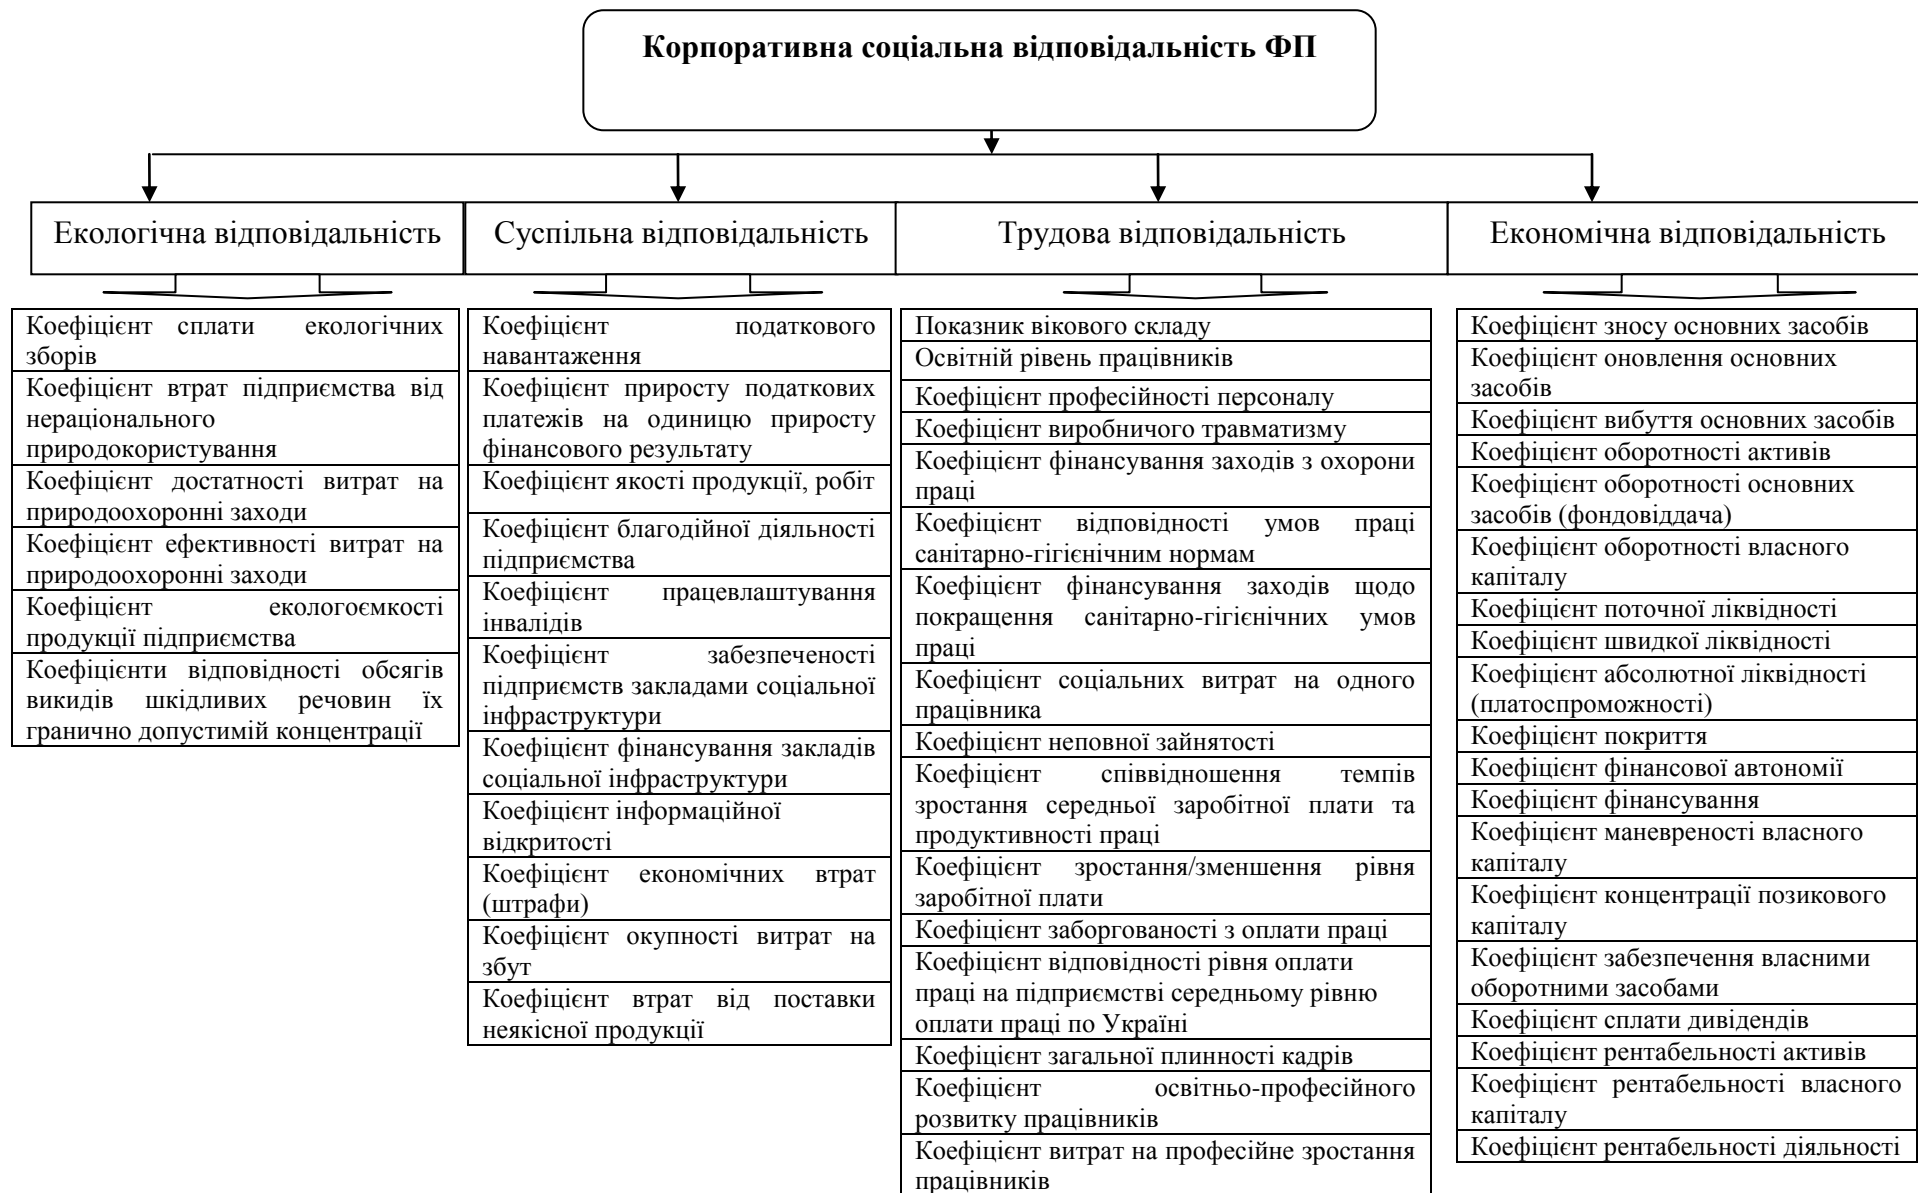 Корпоративна соціальна відповідальність ФП
Екологічна відповідальність
Суспільна відповідальність
Трудова відповідальність
Економічна відповідальність
Коефіцієнт сплати екологічних
зборів
Коефіцієнт втрат підприємства від
нераціонального
природокористування
Коефіцієнт достатності витрат на
природоохоронні заходи
Коефіцієнт ефективності витрат на
природоохоронні заходи
Коефіцієнт екологоємкості
продукції підприємства
Коефіцієнти відповідності обсягів
викидів шкідливих речовин їх
гранично допустимій концентрації
Коефіцієнт податкового
навантаження
Коефіцієнт приросту податкових
платежів на одиницю приросту
фінансового результату
Коефіцієнт якості продукції, робіт
Коефіцієнт благодійної діяльності
підприємства
Коефіцієнт працевлаштування
інвалідів
Коефіцієнт забезпеченості
підприємств закладами соціальної
інфраструктури
Коефіцієнт фінансування закладів
соціальної інфраструктури
Коефіцієнт інформаційної
відкритості
Коефіцієнт економічних втрат
(штрафи)
Коефіцієнт окупності витрат на
збут
Коефіцієнт втрат від поставки
неякісної продукції
Показник вікового складу
Освітній рівень працівників
Коефіцієнт професійності персоналу
Коефіцієнт виробничого травматизму
Коефіцієнт фінансування заходів з охорони
праці
Коефіцієнт відповідності умов праці
санітарно-гігієнічним нормам
Коефіцієнт фінансування заходів щодо
покращення санітарно-гігієнічних умов
праці
Коефіцієнт соціальних витрат на одного
працівника
Коефіцієнт неповної зайнятості
Коефіцієнт співвідношення темпів
зростання середньої заробітної плати та
продуктивності праці
Коефіцієнт зростання/зменшення рівня
заробітної плати
Коефіцієнт заборгованості з оплати праці
Коефіцієнт відповідності рівня оплати
праці на підприємстві середньому рівню
оплати праці по Україні
Коефіцієнт загальної плинності кадрів
Коефіцієнт освітньо-професійного
розвитку працівників
Коефіцієнт витрат на професійне зростання
працівників
Коефіцієнт зносу основних засобів
Коефіцієнт оновлення основних
засобів
Коефіцієнт вибуття основних засобів
Коефіцієнт оборотності активів
Коефіцієнт оборотності основних
засобів (фондовіддача)
Коефіцієнт оборотності власного
капіталу
Коефіцієнт поточної ліквідності
Коефіцієнт швидкої ліквідності
Коефіцієнт абсолютної ліквідності
(платоспроможності)
Коефіцієнт покриття
Коефіцієнт фінансової автономії
Коефіцієнт фінансування
Коефіцієнт маневреності власного
капіталу
Коефіцієнт концентрації позикового
капіталу
Коефіцієнт забезпечення власними
оборотними засобами
Коефіцієнт сплати дивідендів
Коефіцієнт рентабельності активів
Коефіцієнт рентабельності власного
капіталу
Коефіцієнт рентабельності діяльності